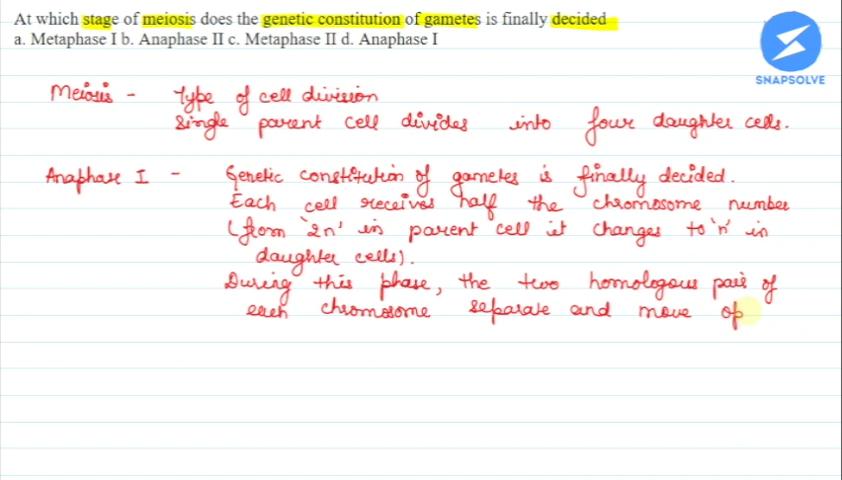 At which stage of meiosis does the genetic constitution of gametes is finally decided
a. Metaphase I b. Anaphase II c. Metaphase II d. Anaphase I
SNAPSOLVE
Meiosis - Type of cell division
Single parent cell divides into four daughter cells.
Anaphase I - Genetic constitution of gametes is finally decided.
Each cell receives half the chromosome number
(from '2n' in parent cell it changes to 'n' in
daughter cells).
During this phase, the two homologous pair of
each chromosome separate and move op